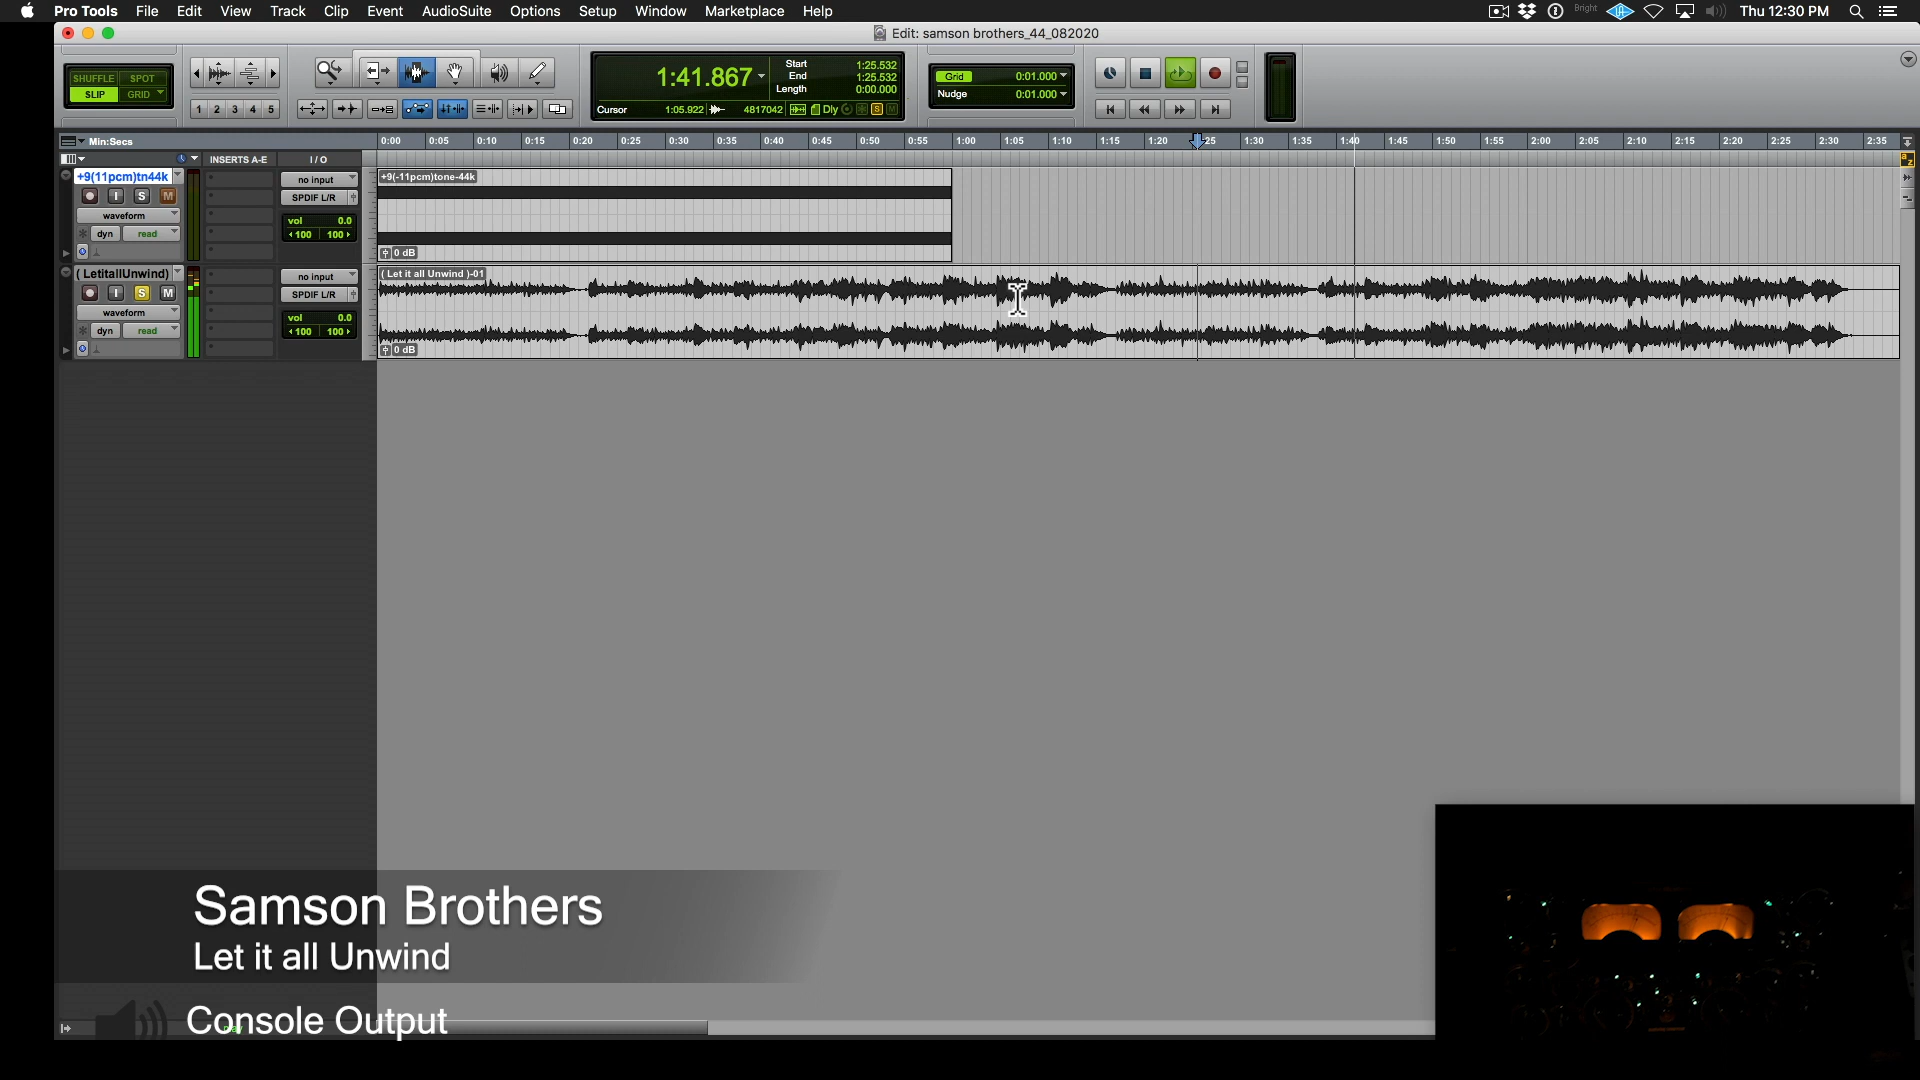 Pro Tools File Edit View Track Clip Event AudioSuite Options Setup Window Marketplace Help Bright Thu 12:30 PM
Edit: samson brothers_44_082020
SHUFFLE SPOT
SLIP GRID
1 2 3 4 5
1:41.867
Start 1:25.532
End 1:25.532
Length 0:00.000
Cursor 1:05.922 4817042 Dly S M
Grid 0:01.000
Nudge 0:01.000
Min:Secs 0:00 0:05 0:10 0:15 0:20 0:25 0:30 0:35 0:40 0:45 0:50 0:55 1:00 1:05 1:10 1:15 1:20 25 1:30 1:35 1:40 1:45 1:50 1:55 2:00 2:05 2:10 2:15 2:20 2:25 2:30 2:35
INSERTS A-E I / O
a z
+9(11pcm)tn44k no input +9(-11pcm)tone-44k
I S M SPDIF L/R
waveform vol 0.0
dyn read 100 100
0 dB
( LetitallUnwind) no input ( Let it all Unwind )-01
I S M SPDIF L/R
waveform vol 0.0
dyn read 100 100
0 dB
Samson Brothers
Let it all Unwind
Console Output